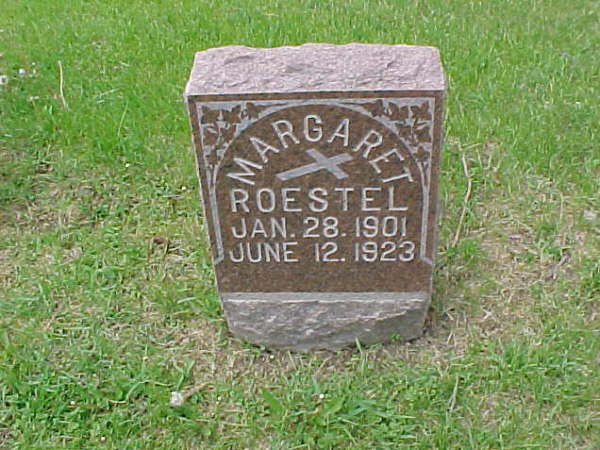 MARGARET
ROESTEL
JAN. 28. 1901
JUNE 12. 1923